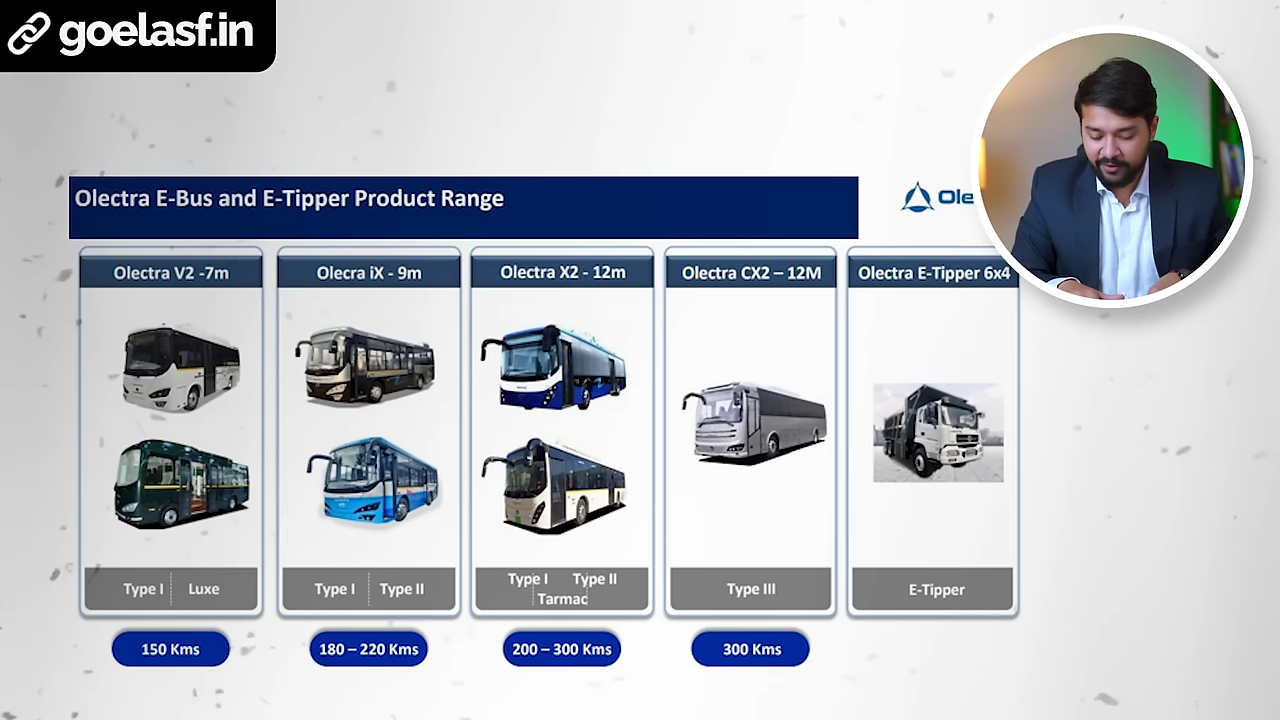 goelasf.in
Olectra E-Bus and E-Tipper Product Range
Ole
Olectra V2 -7m
Olecra iX - 9m
Olectra X2 - 12m
Olectra CX2 – 12M
Olectra E-Tipper 6x4
Type I Luxe
Type I Type II
Type I Type II
Tarmac
Type III
E-Tipper
150 Kms
180 – 220 Kms
200 – 300 Kms
300 Kms